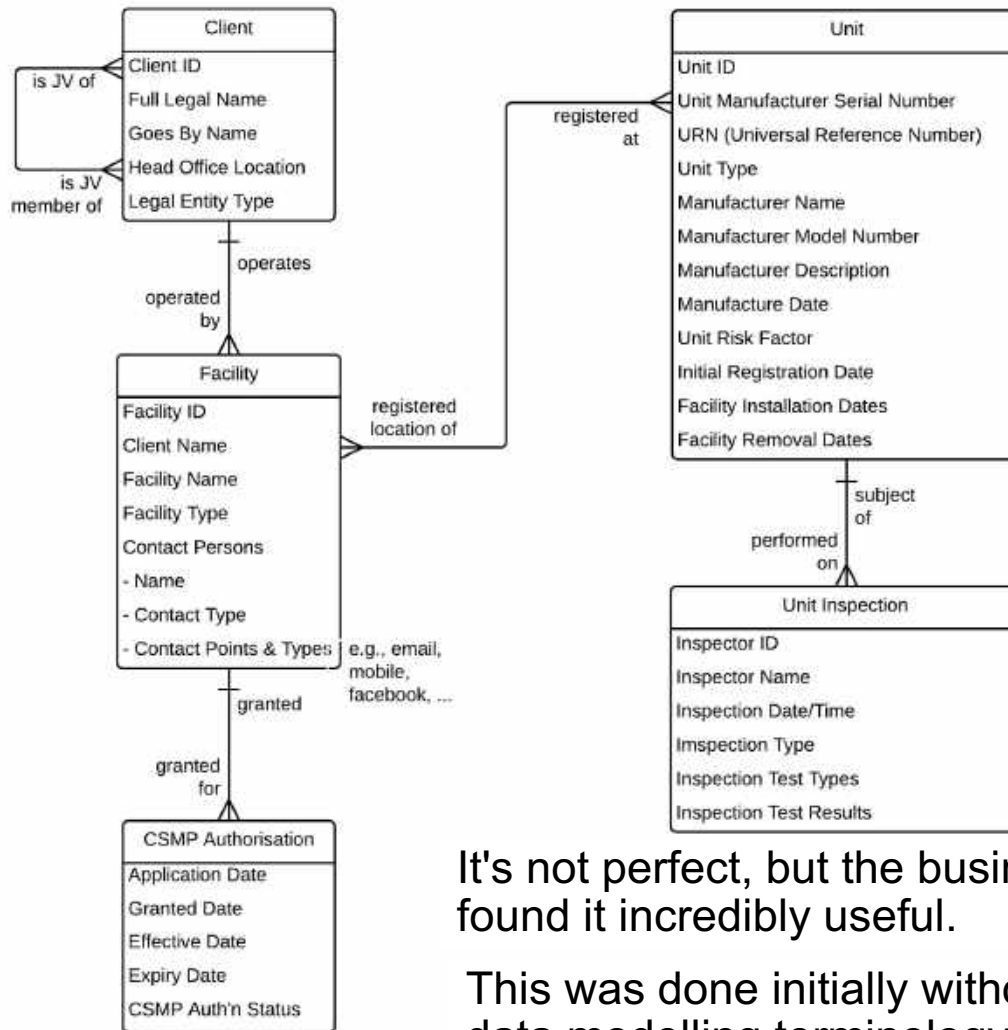 Client
Client ID
Full Legal Name
Goes By Name
Head Office Location
Legal Entity Type
is JV of
is JV
member of
operates
operated
by
Facility
Facility ID
Client Name
Facility Name
Facility Type
Contact Persons
- Name
- Contact Type
- Contact Points & Types
e.g., email,
mobile,
facebook, ...
granted
granted
for
CSMP Authorisation
Application Date
Granted Date
Effective Date
Expiry Date
CSMP Auth'n Status
registered
at
registered
location of
Unit
Unit ID
Unit Manufacturer Serial Number
URN (Universal Reference Number)
Unit Type
Manufacturer Name
Manufacturer Model Number
Manufacturer Description
Manufacture Date
Unit Risk Factor
Initial Registration Date
Facility Installation Dates
Facility Removal Dates
subject
of
performed
on
Unit Inspection
Inspector ID
Inspector Name
Inspection Date/Time
Imspection Type
Inspection Test Types
Inspection Test Results
It's not perfect, but the
found it incredibly useful.
This was done initially
data modelling